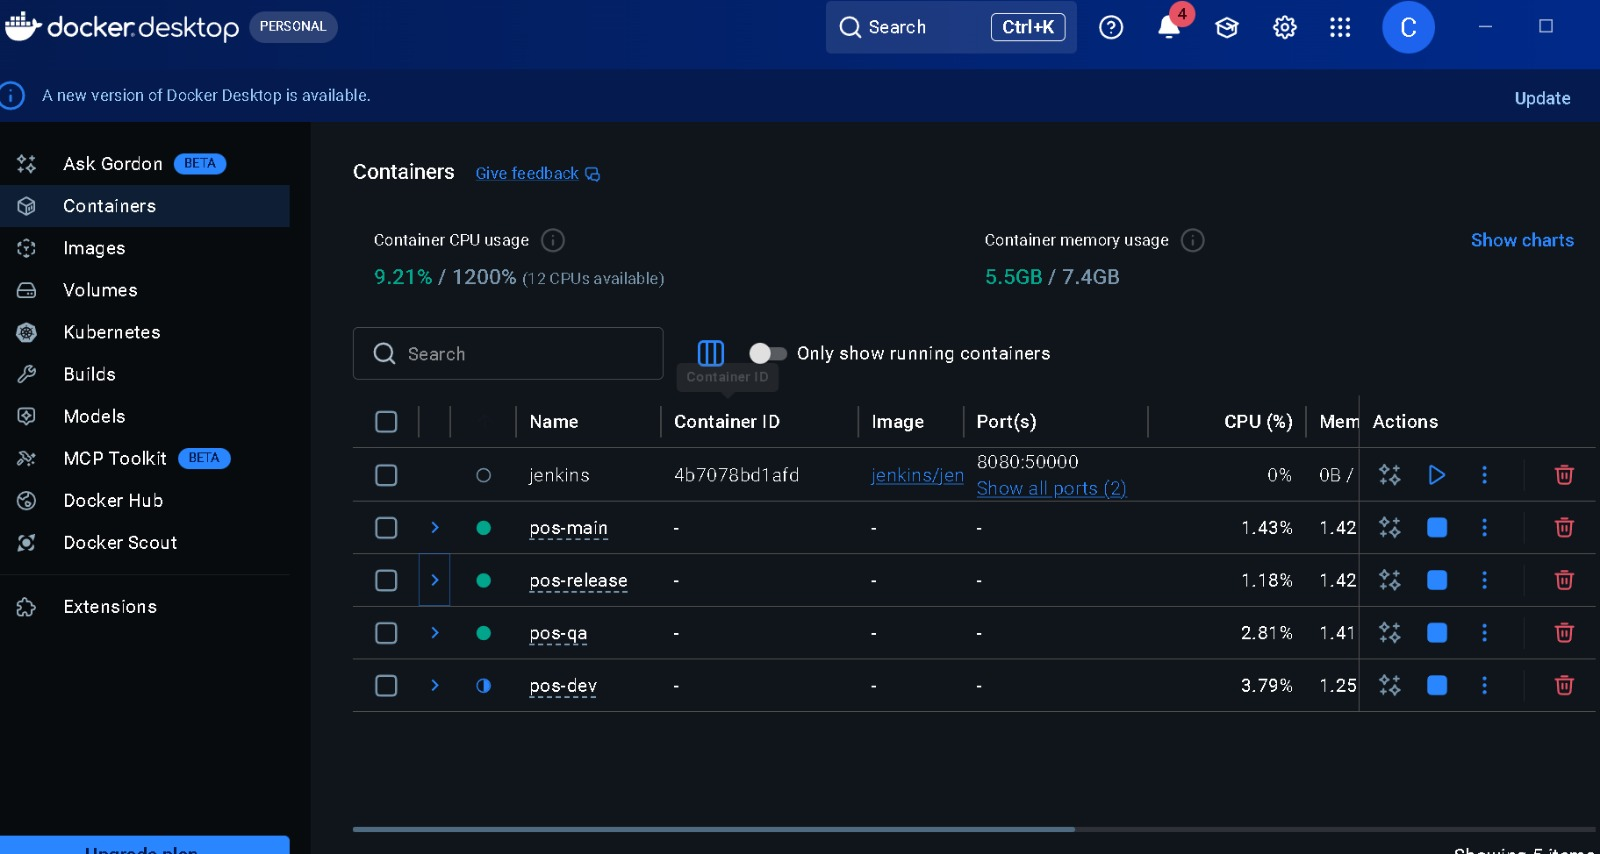 docker.desktop PERSONAL Search Ctrl+K 4 C
A new version of Docker Desktop is available. Update
Ask Gordon BETA
Containers
Images
Volumes
Kubernetes
Builds
Models
MCP Toolkit BETA
Docker Hub
Docker Scout
Extensions
Upgrade plan
Containers Give feedback
Container CPU usage Container memory usage Show charts
9.21% / 1200% (12 CPUs available) 5.5GB / 7.4GB
Search Only show running containers
Container ID
Name Container ID Image Port(s) CPU (%) Mem Actions
jenkins 4b7078bd1afd jenkins/jen 8080:50000 0% 0B /
Show all ports (2)
pos-main - - - 1.43% 1.42
pos-release - - - 1.18% 1.42
pos-qa - - - 2.81% 1.41
pos-dev - - - 3.79% 1.25
Showing 5 items